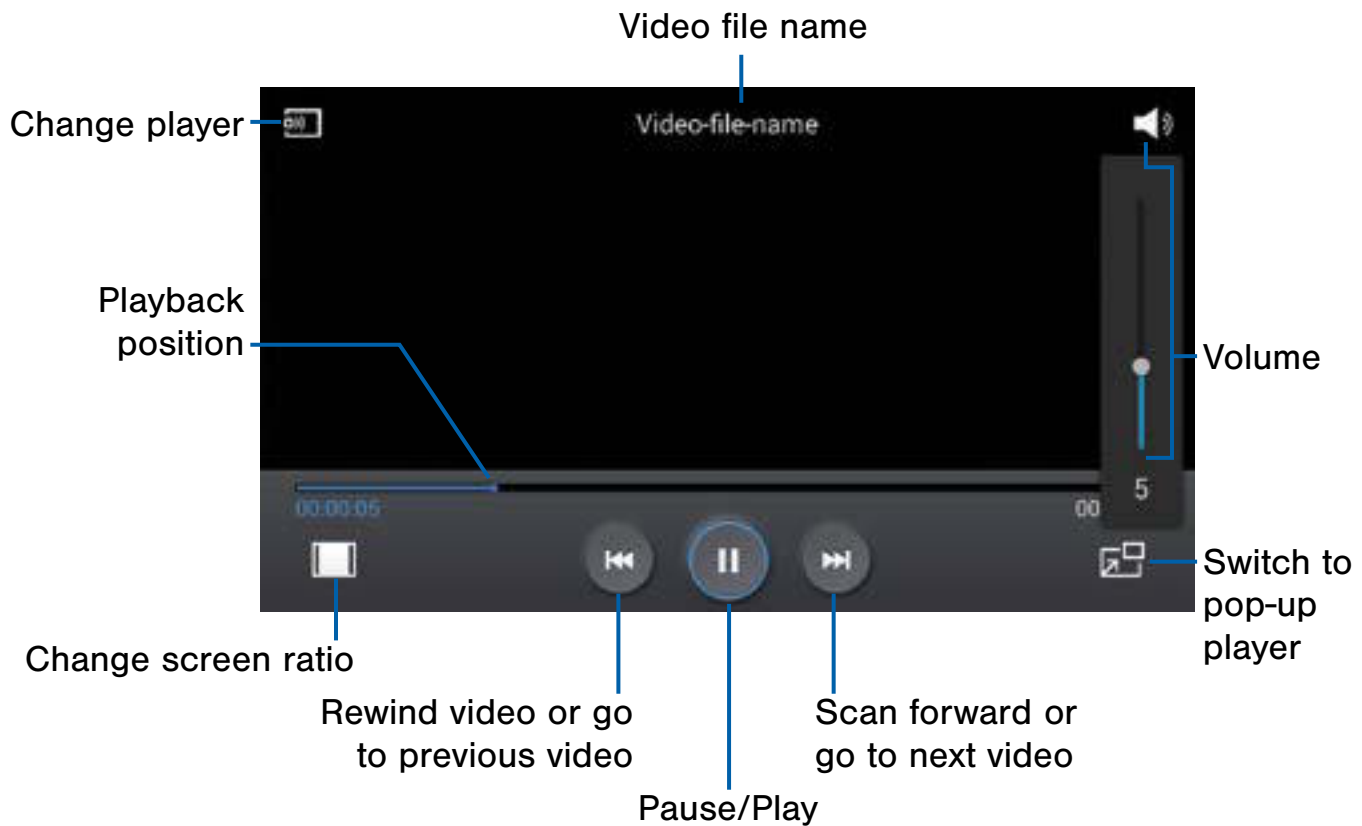 Video file name
Change player
Video-file-name
Playback
position
Volume
5
00:00:05
00
Switch to
pop-up
player
Change screen ratio
Rewind video or go
to previous video
Scan forward or
go to next video
Pause/Play